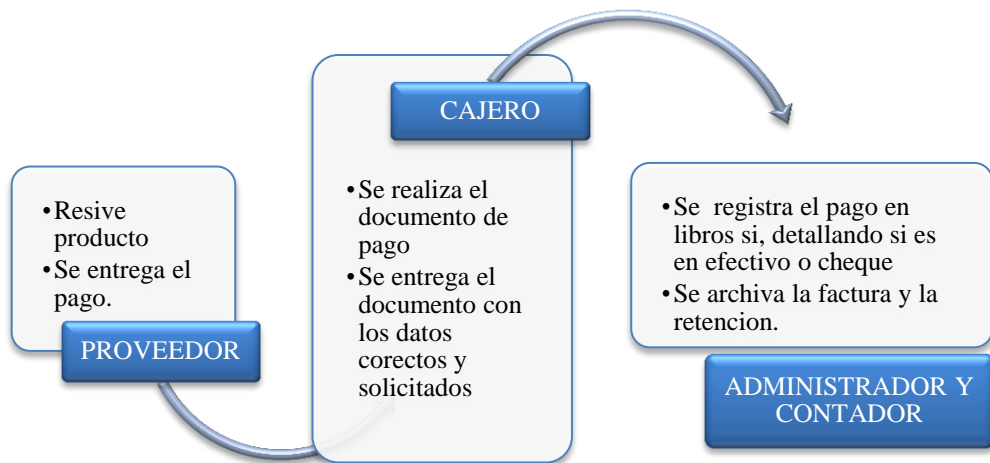 •Resive
producto
•Se entrega el
pago.
PROVEEDOR
CAJERO
•Se realiza el
documento de
pago
•Se entrega el
documento con
los datos
corectos y
solicitados
•Se registra el pago en
libros si, detallando si es
en efectivo o cheque
•Se archiva la factura y la
retencion.
ADMINISTRADOR Y
CONTADOR